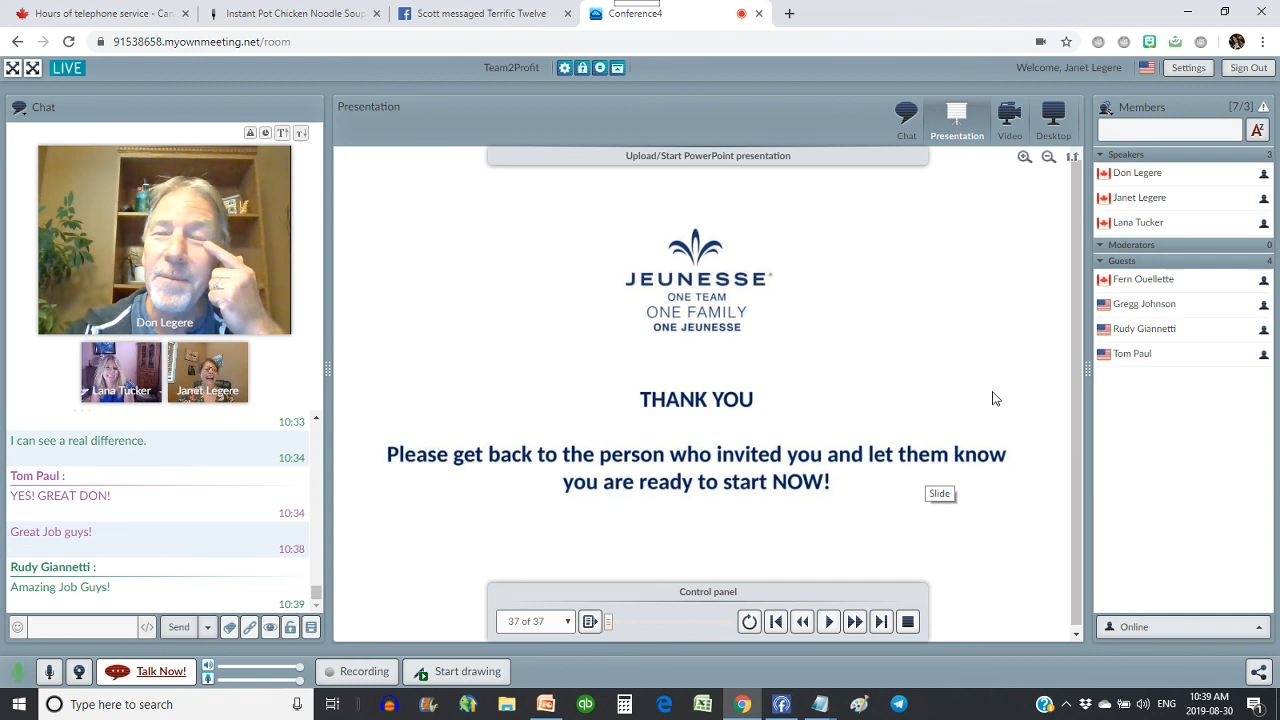 Hours of telephone service - Can
Instant Pot Chicken Noodle Soup
Scott messaged Terrific Twelve
Conference4
91538658.myownmeeting.net/room
LIVE
Team2Profit
Welcome, Janet Legere
Settings
Sign Out
Chat
Don Legere
Lana Tucker
Janet Legere
10:33
I can see a real difference.
10:34
Tom Paul :
YES! GREAT DON!
10:34
Great Job guys!
10:38
Rudy Giannetti :
Amazing Job Guys!
10:39
Send
Presentation
Chat
Presentation
Video
Desktop
Upload/Start PowerPoint presentation
1:1
JEUNESSE®
ONE TEAM
ONE FAMILY
ONE JEUNESSE
THANK YOU
Please get back to the person who invited you and let them know
you are ready to start NOW!
Slide
Control panel
37 of 37
Members
[7/3]
Speakers 3
Don Legere
Janet Legere
Lana Tucker
Moderators 0
Guests 4
Fern Ouellette
Gregg Johnson
Rudy Giannetti
Tom Paul
Online
Talk Now!
Recording
Start drawing
Type here to search
ENG
10:39 AM
2019-08-30